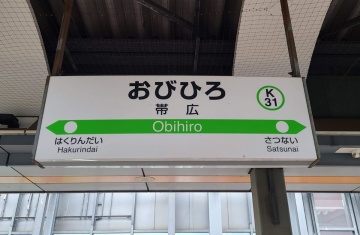 おびひろ
帯広
K
31
Obihiro
はくりんだい
Hakurindai
さつない
Satsunai